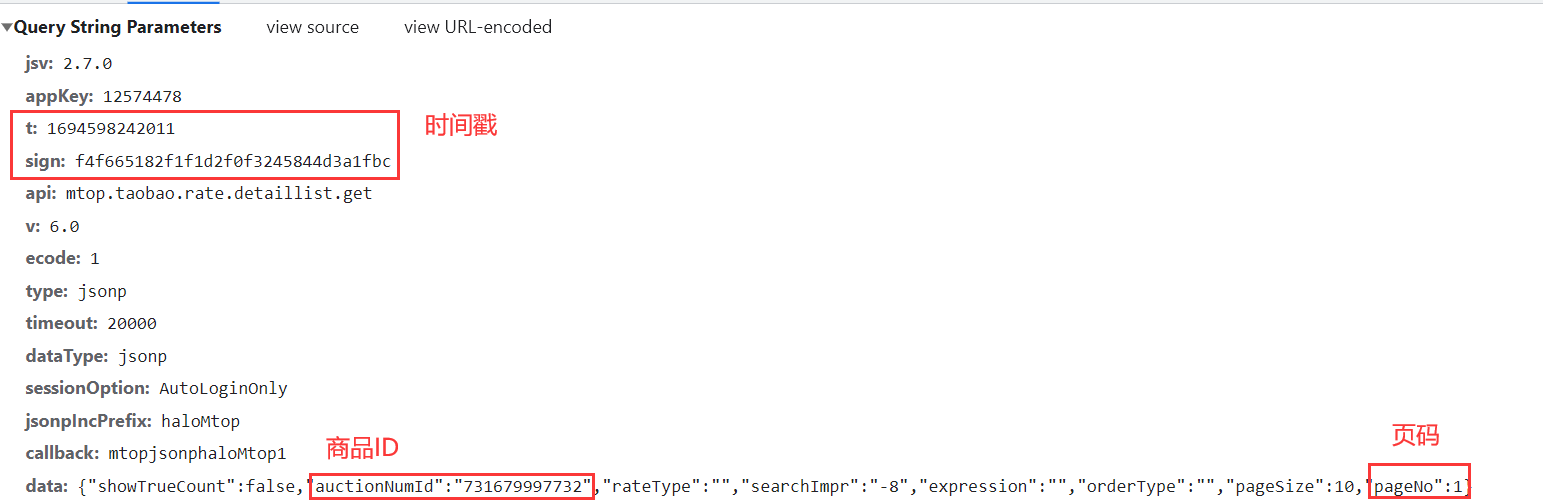 Query String Parameters view source view URL-encoded
jsv: 2.7.0
appKey: 12574478
t: 1694598242011
时间戳
sign: f4f665182f1f1d2f0f3245844d3a1fbc
api: mtop.taobao.rate.detaillist.get
v: 6.0
ecode: 1
type: jsonp
timeout: 20000
dataType: jsonp
sessionOption: AutoLoginOnly
jsonpIncPrefix: haloMtop
callback: mtopjsonphaloMtop1
商品ID
页码
data: {"showTrueCount":false,"auctionNumId":"731679997732","rateType":"","searchImpr":"-8","expression":"","orderType":"","pageSize":10,"pageNo":1}